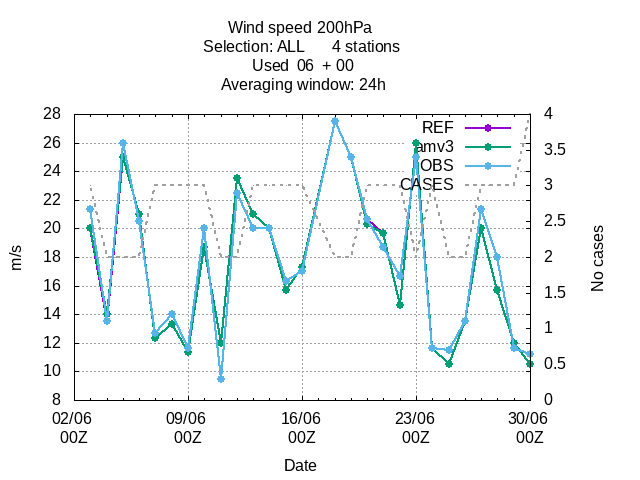 Wind speed 200hPa
Selection: ALL 4 stations
Used 06 + 00
Averaging window: 24h
28 4
REF
26 3.5
amv3
24 OBS
3
CASES
22
2.5
20
18 2
16
1.5
14
1
12
10 0.5
8 0
m/s
No cases
02/06 09/06 16/06 23/06 30/06
00Z 00Z 00Z 00Z 00Z
Date